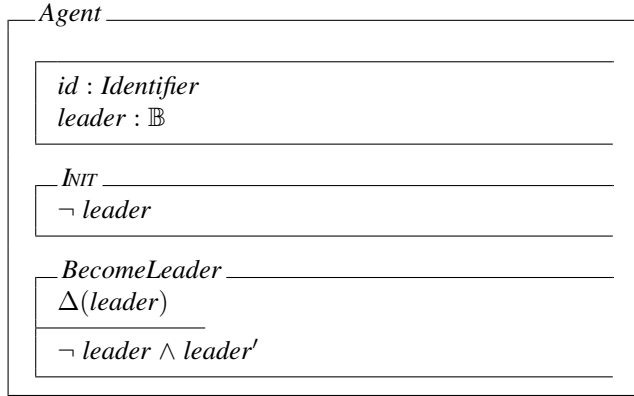 Agent
id : Identifier
leader : 𝔹
INIT
¬ leader
BecomeLeader
Δ(leader)
¬ leader ∧ leader′